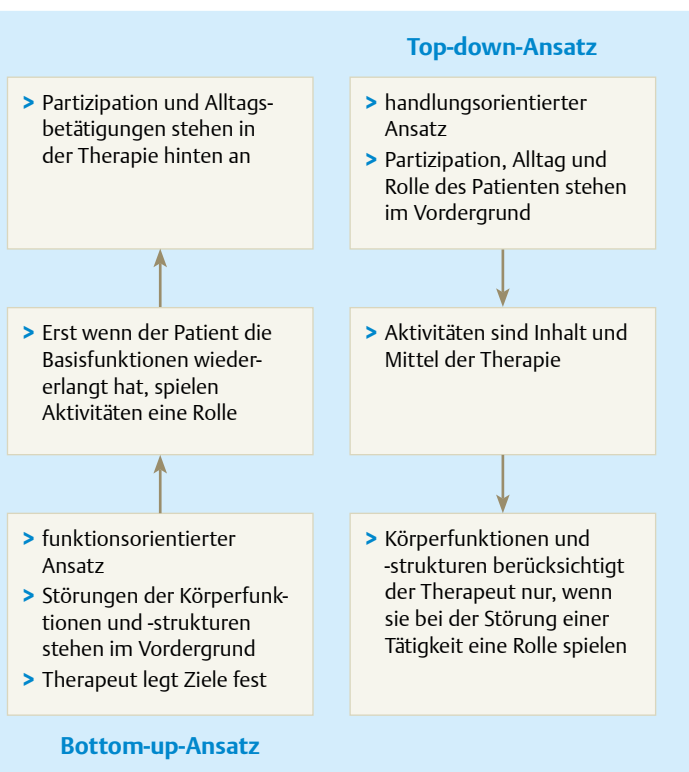 Top-down-Ansatz
> Partizipation und Alltags-
betätigungen stehen in
der Therapie hinten an
> handlungsorientierter
Ansatz
> Partizipation, Alltag und
Rolle des Patienten stehen
im Vordergrund
> Erst wenn der Patient die
Basisfunktionen wieder-
erlangt hat, spielen
Aktivitäten eine Rolle
> Aktivitäten sind Inhalt und
Mittel der Therapie
> funktionsorientierter
Ansatz
> Störungen der Körperfunk-
tionen und -strukturen
stehen im Vordergrund
> Therapeut legt Ziele fest
> Körperfunktionen und
-strukturen berücksichtigt
der Therapeut nur, wenn
sie bei der Störung einer
Tätigkeit eine Rolle spielen
Bottom-up-Ansatz